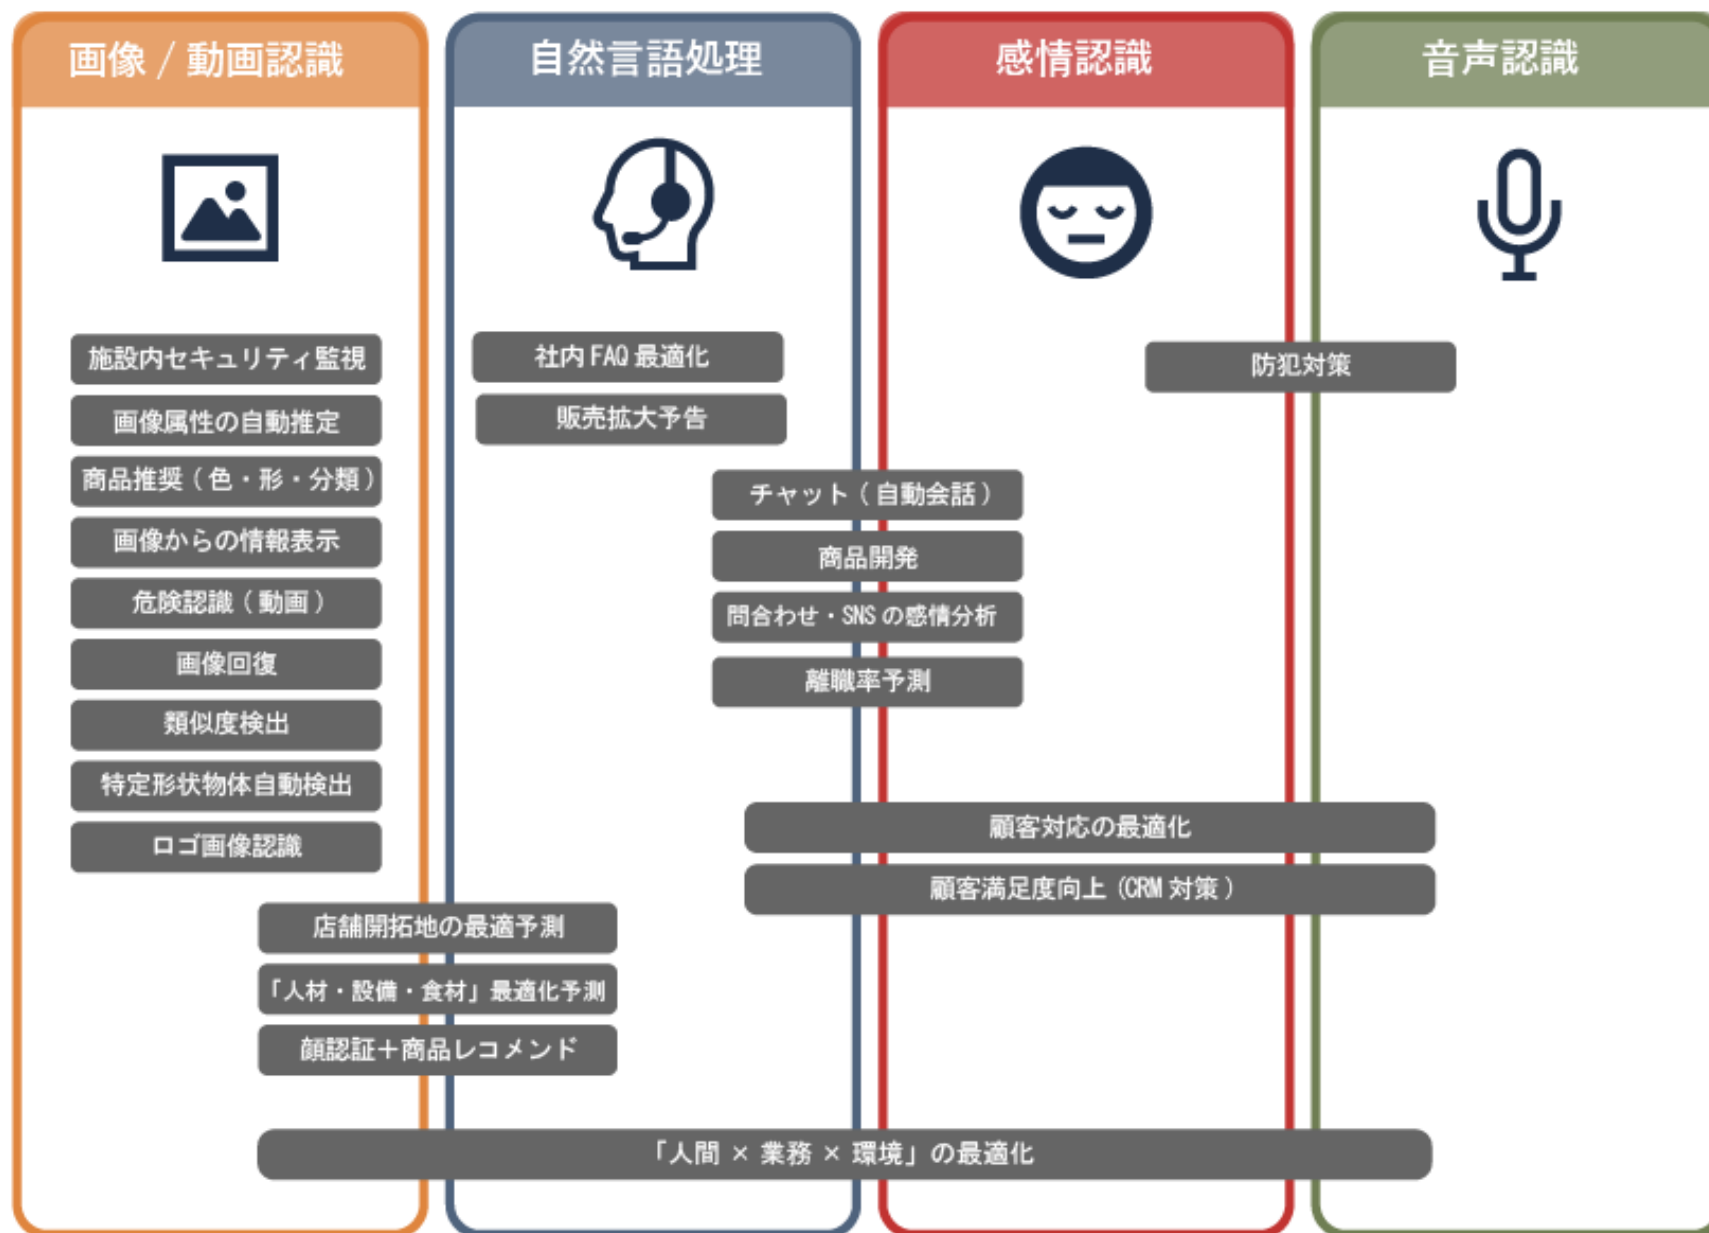 画像 / 動画認識
自然言語処理
感情認識
音声認識
施設内セキュリティ監視
画像属性の自動推定
商品推奨 ( 色・形・分類 )
画像からの情報表示
危険認識 ( 動画 )
画像回復
類似度検出
特定形状物体自動検出
ロゴ画像認識
社内 FAQ 最適化
販売拡大予告
防犯対策
チャット ( 自動会話 )
商品開発
問合わせ・SNS の感情分析
離職率予測
顧客対応の最適化
顧客満足度向上 (CRM 対策 )
店舗開拓地の最適予測
「人材・設備・食材」最適化予測
顔認証＋商品レコメンド
「人間 × 業務 × 環境」の最適化